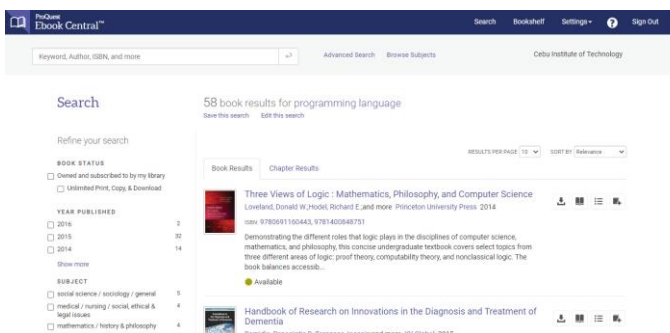 ProQuest
Ebook Central™
Search Bookshelf Settings Sign Out
Keyword, Author, ISBN, and more
Advanced Search Browse Subjects
Cebu Institute of Technology
Search
58 book results for programming language
Save this search Edit this search
Refine your search
RESULTS PER PAGE 10 SORT BY Relevance
BOOK STATUS
Owned and subscribed to by my library
Unlimited Print, Copy, & Download
Book Results Chapter Results
YEAR PUBLISHED
2016 2
2015 32
2014 14
Show more
SUBJECT
social science / sociology / general 5
medical / nursing / social, ethical & legal issues 4
mathematics / history & philosophy 4
Three Views of Logic : Mathematics, Philosophy, and Computer Science
Loveland, Donald W.,Hodel, Richard E.,and more Princeton University Press 2014
ISBN: 9780691160443, 9781400848751
Demonstrating the different roles that logic plays in the disciplines of computer science,
mathematics, and philosophy, this concise undergraduate textbook covers select topics from
three different areas of logic: proof theory, computability theory, and nonclassical logic. The
book balances accessib...
Available
Handbook of Research on Innovations in the Diagnosis and Treatment of
Dementia